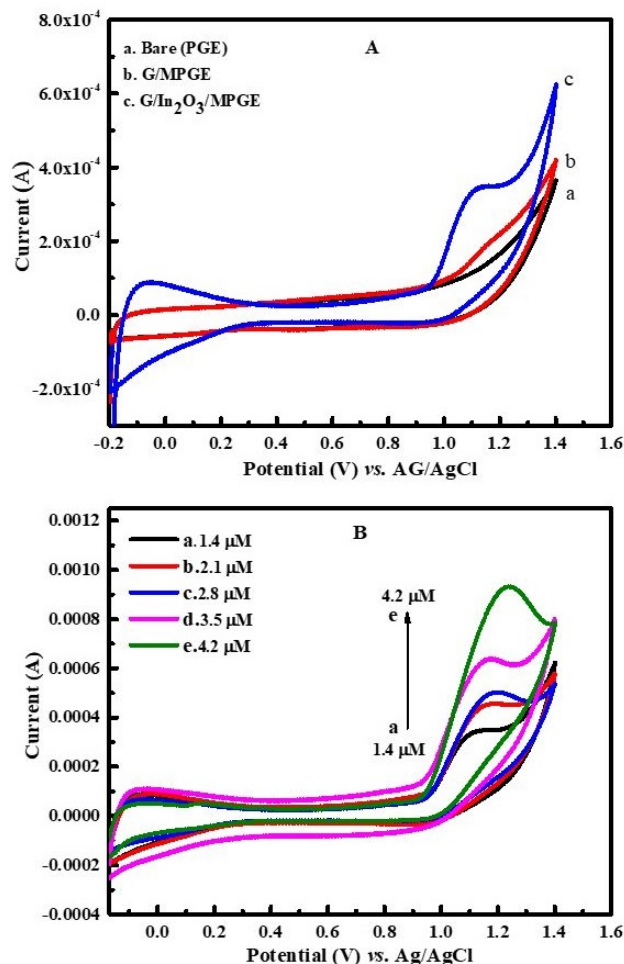 8.0x10-4
A
a. Bare (PGE)
b. G/MPGE
c. G/In2O3/MPGE
6.0x10-4
4.0x10-4
2.0x10-4
0.0
-2.0x10-4
c
b
a
Current (A)
-0.2 0.0 0.2 0.4 0.6 0.8 1.0 1.2 1.4 1.6
Potential (V) vs. AG/AgCl
B
0.0012
0.0010
0.0008
0.0006
0.0004
0.0002
0.0000
-0.0002
-0.0004
a.1.4 µM
b.2.1 µM
c.2.8 µM
d.3.5 µM
e.4.2 µM
4.2 µM
e
a
1.4 µM
Current (A)
0.0 0.2 0.4 0.6 0.8 1.0 1.2 1.4 1.6
Potential (V) vs. Ag/AgCl